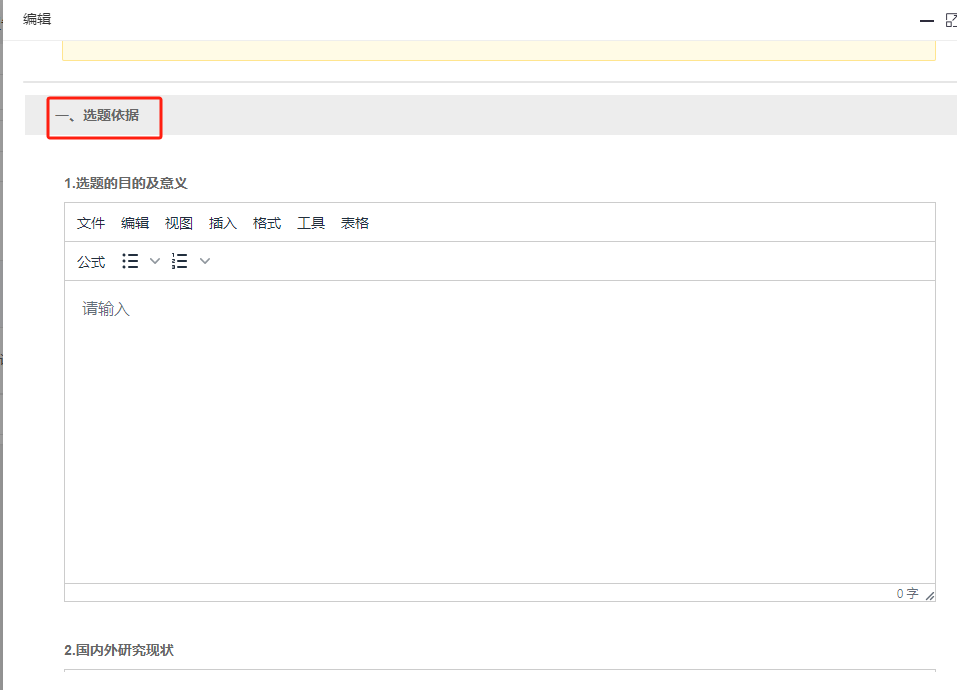 编辑
一、选题依据
1.选题的目的及意义
文件 编辑 视图 插入 格式 工具 表格
公式
请输入
0 字
2.国内外研究现状